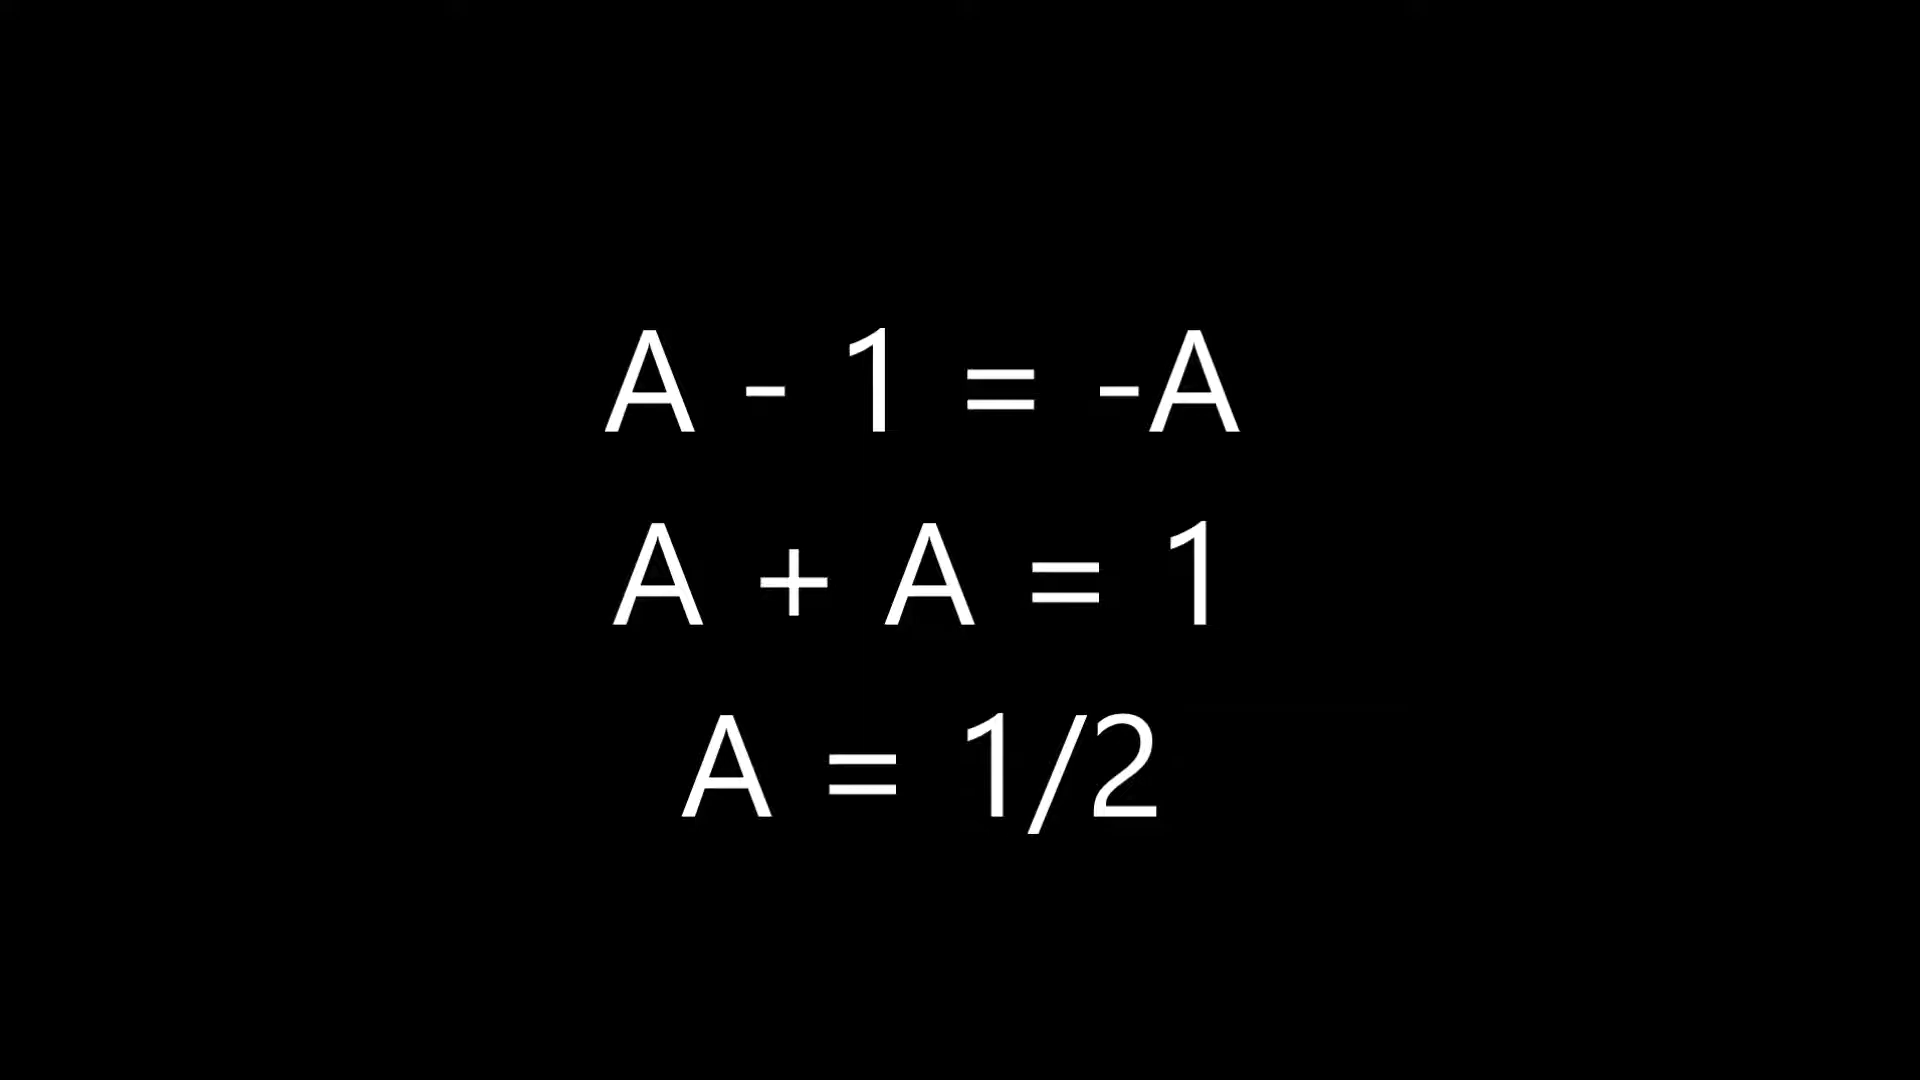 A - 1 = -A
A + A = 1
A = 1/2